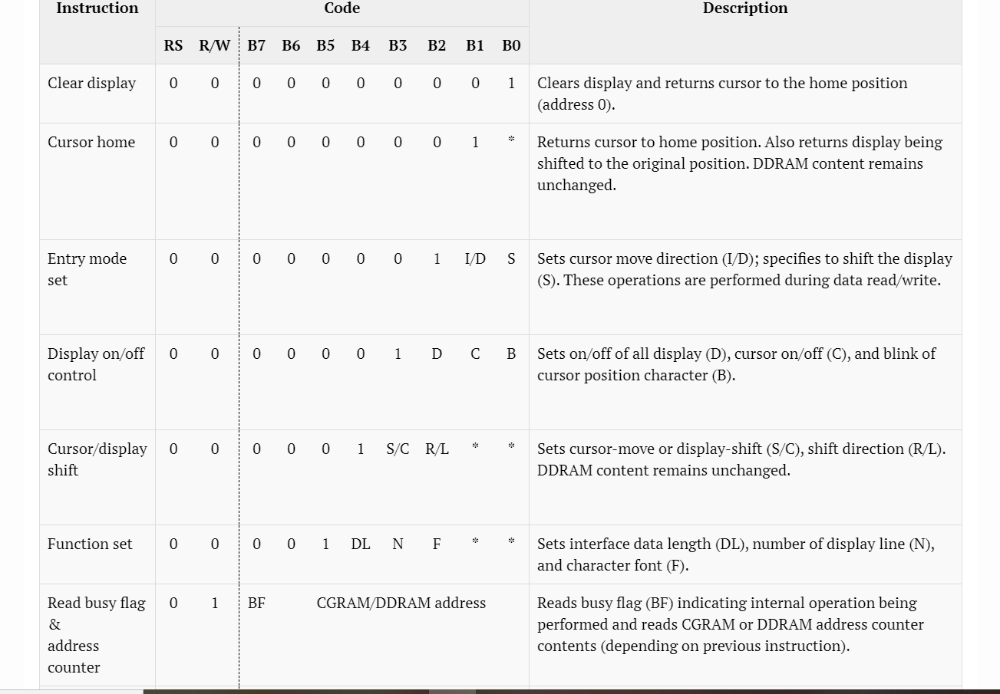 Instruction Code Description
RS R/W B7 B6 B5 B4 B3 B2 B1 B0
Clear display 0 0 0 0 0 0 0 0 0 1 Clears display and returns cursor to the home position
(address 0).
Cursor home 0 0 0 0 0 0 0 0 1 * Returns cursor to home position. Also returns display being
shifted to the original position. DDRAM content remains
unchanged.
Entry mode 0 0 0 0 0 0 0 1 I/D S Sets cursor move direction (I/D); specifies to shift the display
set (S). These operations are performed during data read/write.
Display on/off 0 0 0 0 0 0 1 D C B Sets on/off of all display (D), cursor on/off (C), and blink of
control cursor position character (B).
Cursor/display 0 0 0 0 0 1 S/C R/L * * Sets cursor-move or display-shift (S/C), shift direction (R/L).
shift DDRAM content remains unchanged.
Function set 0 0 0 0 1 DL N F * * Sets interface data length (DL), number of display line (N),
and character font (F).
Read busy flag 0 1 BF CGRAM/DDRAM address Reads busy flag (BF) indicating internal operation being
& performed and reads CGRAM or DDRAM address counter
address contents (depending on previous instruction).
counter